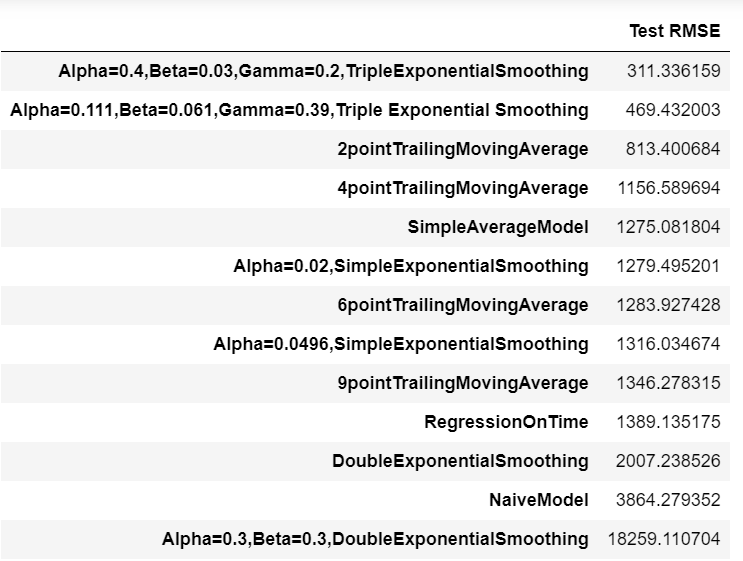 Test RMSE
Alpha=0.4,Beta=0.03,Gamma=0.2,TripleExponentialSmoothing 311.336159
Alpha=0.111,Beta=0.061,Gamma=0.39,Triple Exponential Smoothing 469.432003
2pointTrailingMovingAverage 813.400684
4pointTrailingMovingAverage 1156.589694
SimpleAverageModel 1275.081804
Alpha=0.02,SimpleExponentialSmoothing 1279.495201
6pointTrailingMovingAverage 1283.927428
Alpha=0.0496,SimpleExponentialSmoothing 1316.034674
9pointTrailingMovingAverage 1346.278315
RegressionOnTime 1389.135175
DoubleExponentialSmoothing 2007.238526
NaiveModel 3864.279352
Alpha=0.3,Beta=0.3,DoubleExponentialSmoothing 18259.110704